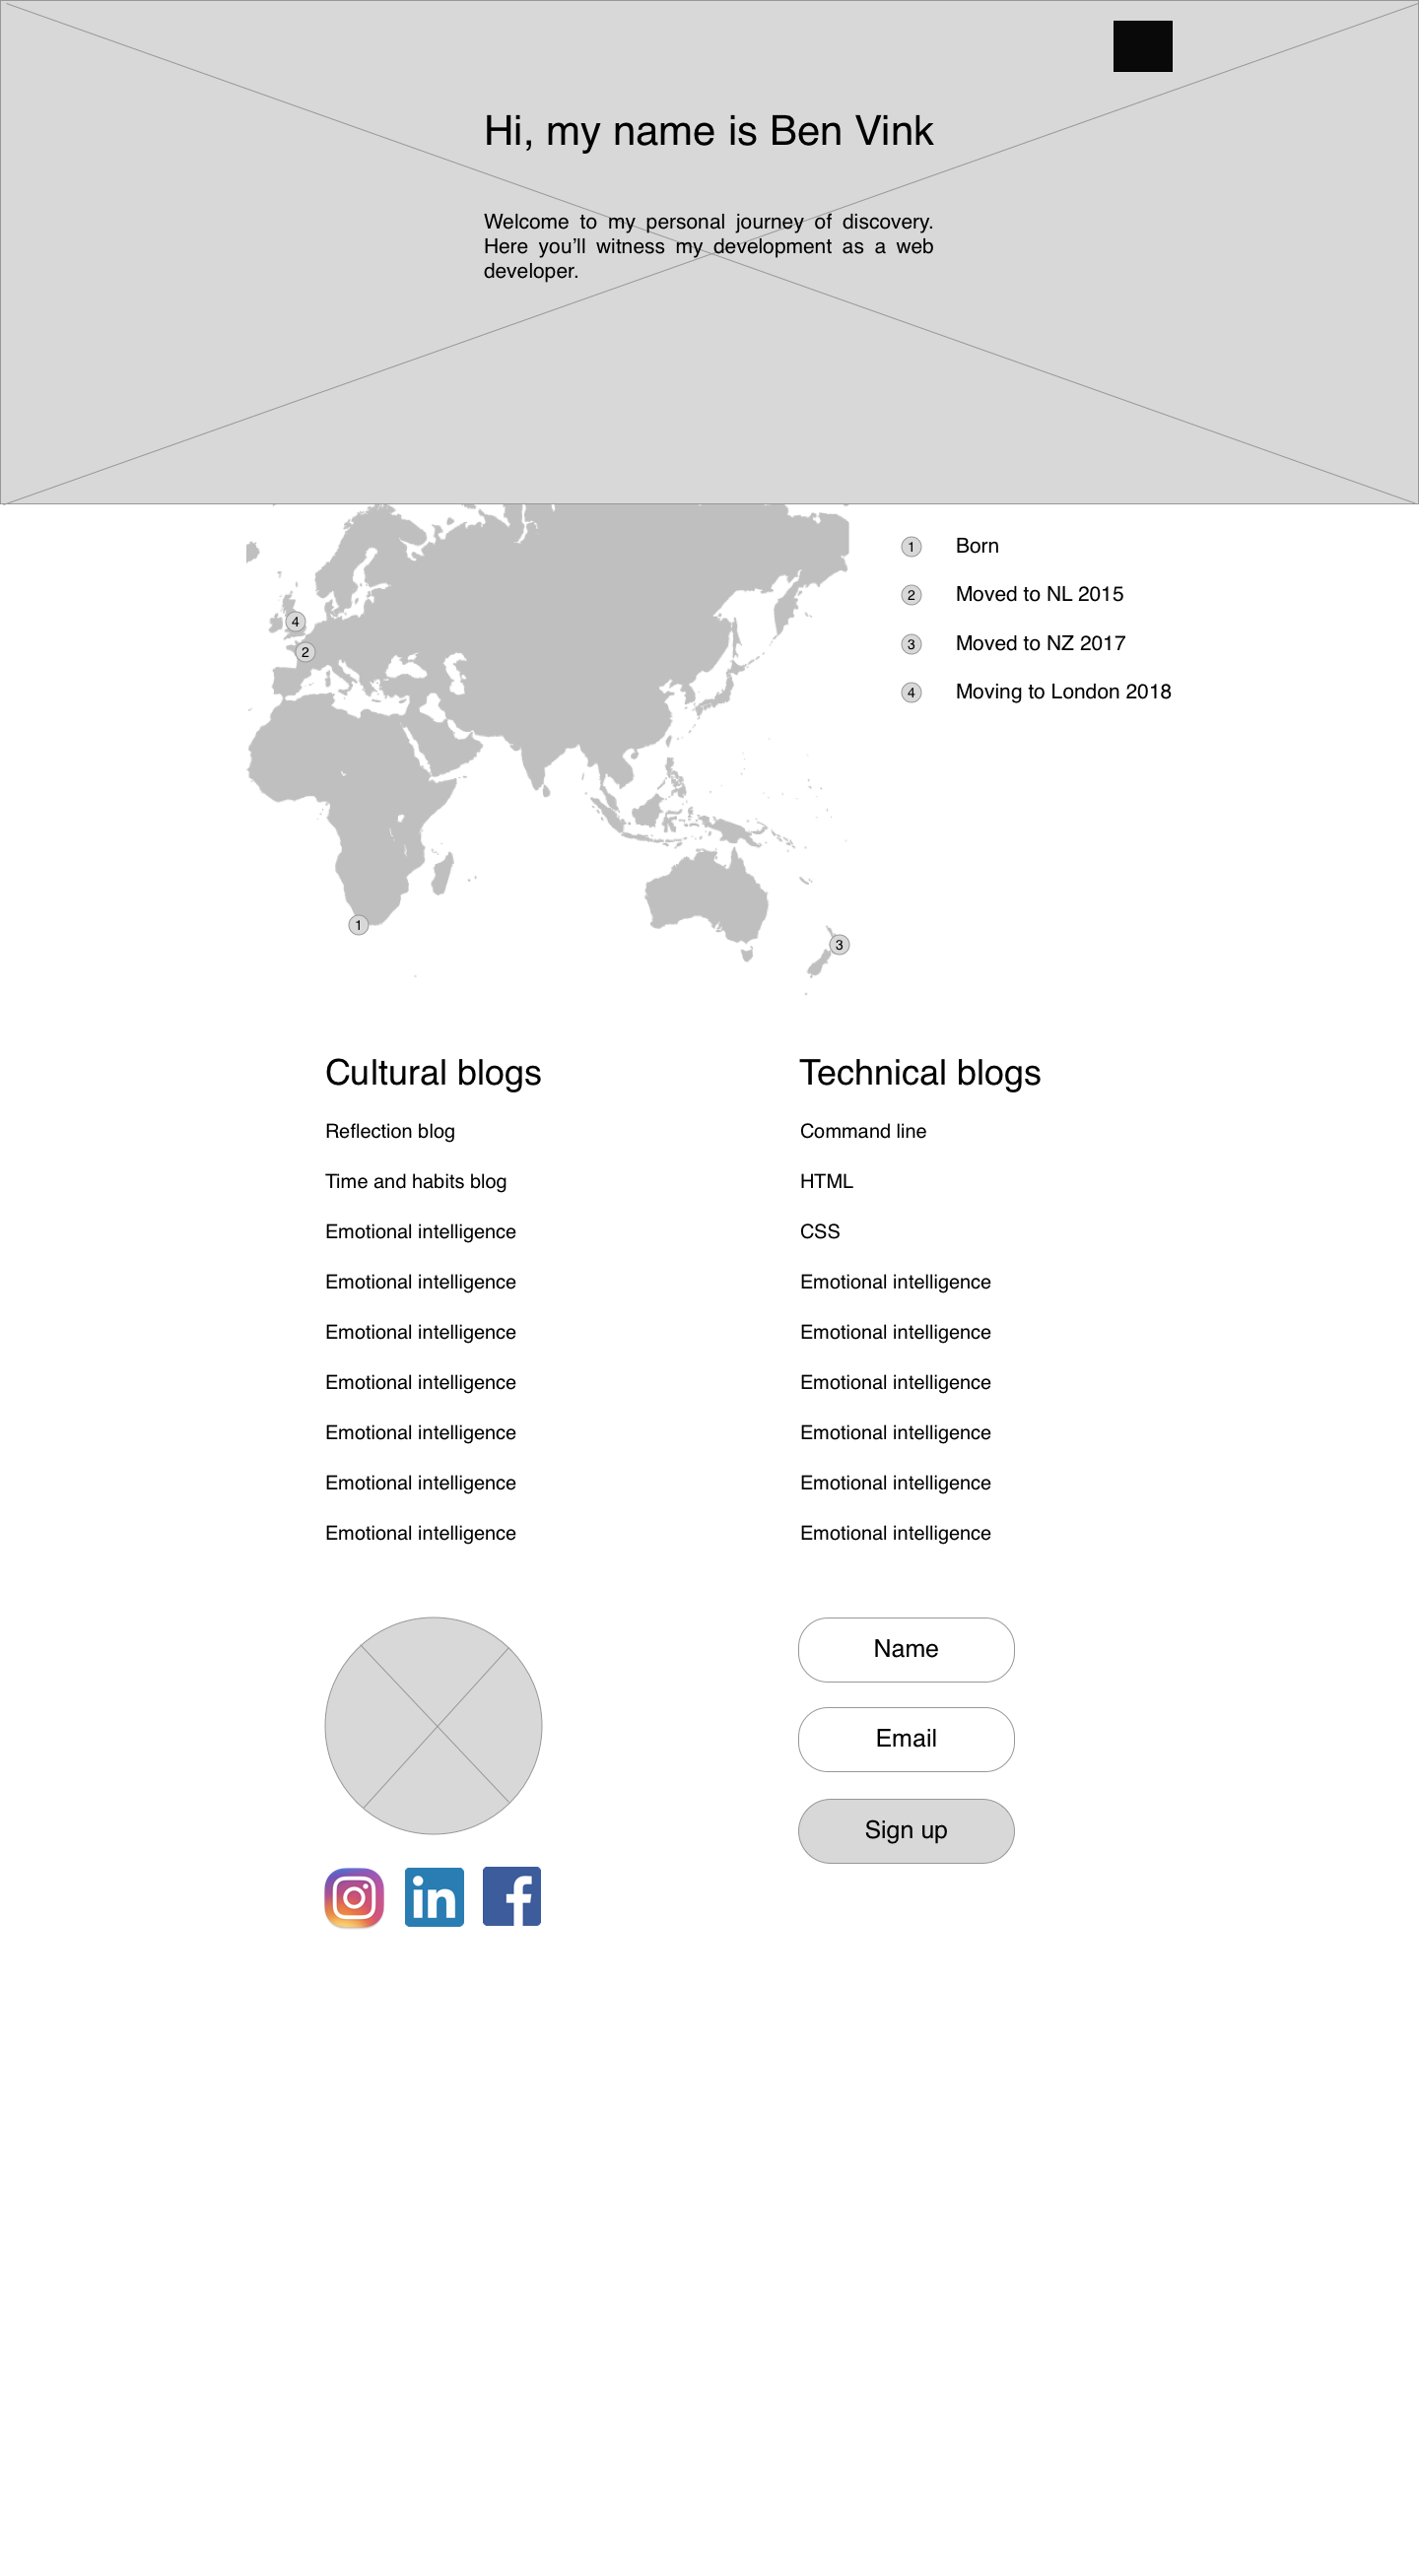 Hi, my name is Ben Vink
Welcome to my personal journey of discovery.
Here you’ll witness my development as a web
developer.
1 Born
2 Moved to NL 2015
3 Moved to NZ 2017
4 Moving to London 2018
4
2
1
3
Cultural blogs
Reflection blog
Time and habits blog
Emotional intelligence
Emotional intelligence
Emotional intelligence
Emotional intelligence
Emotional intelligence
Emotional intelligence
Emotional intelligence
Technical blogs
Command line
HTML
CSS
Emotional intelligence
Emotional intelligence
Emotional intelligence
Emotional intelligence
Emotional intelligence
Emotional intelligence
Name
Email
Sign up
in
f